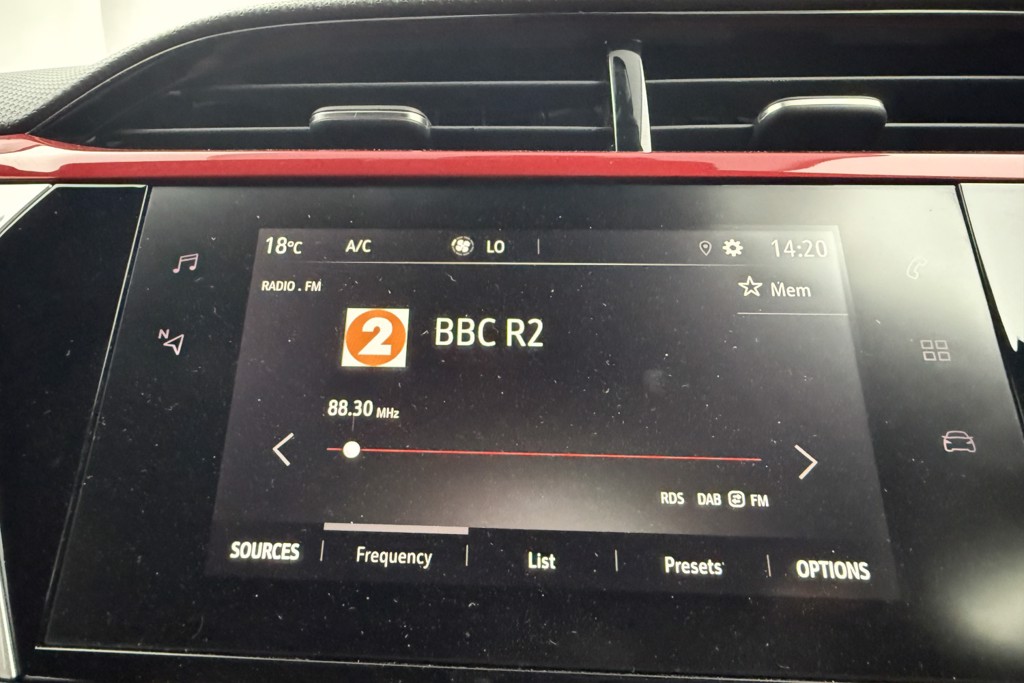 18°C A/C LO 14:20
RADIO . FM
Mem
2 BBC R2
88.30 MHz
N
RDS DAB FM
SOURCES Frequency List Presets OPTIONS